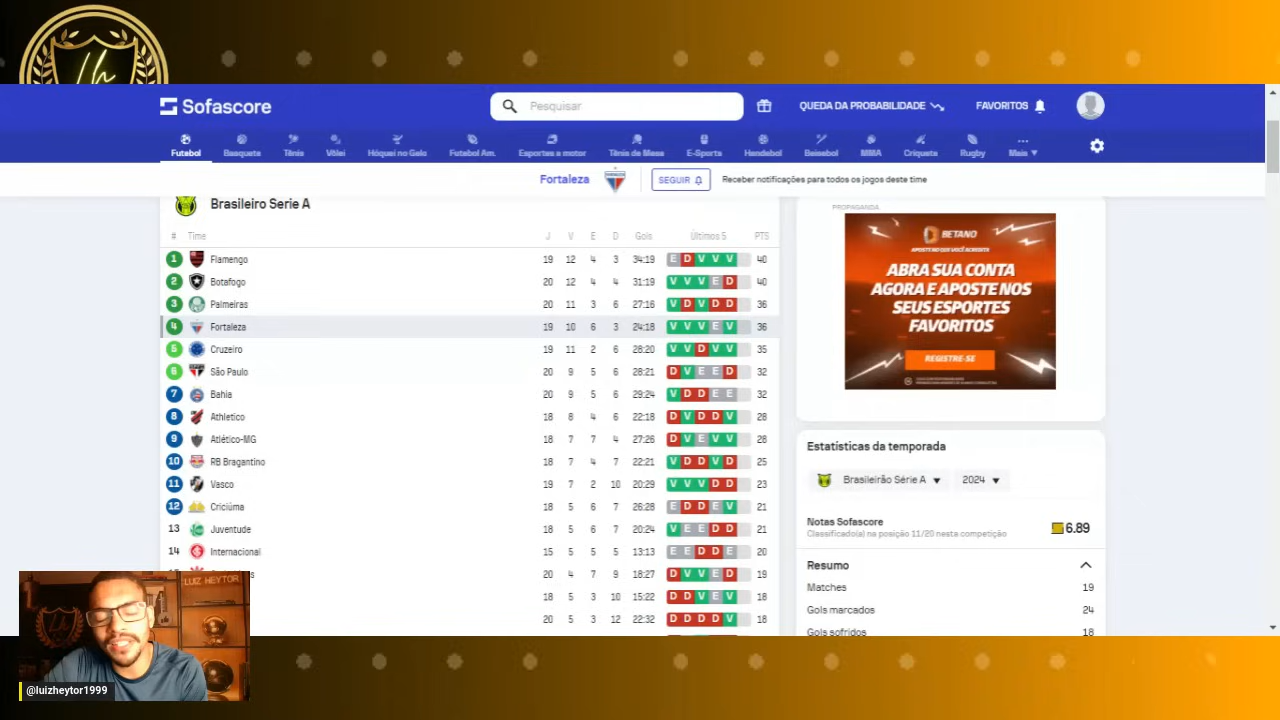 lh
Sofascore
Pesquisar
QUEDA DA PROBABILIDADE
FAVORITOS
Futebol Basquete Tênis Vôlei Hóquei no Gelo Futebol Am. Esportes a motor Tênis de Mesa E-Sports Handebol Beisebol MMA Críquete Rugby Mais
Fortaleza
SEGUIR
Receber notificações para todos os jogos deste time
Brasileiro Serie A
# Time J V E D Gols Últimos 5 PTS
1 Flamengo 19 12 4 3 34:19 E D V V V 40
2 Botafogo 20 12 4 4 31:19 V V V E D 40
3 Palmeiras 20 11 3 6 27:16 V D V D D 36
4 Fortaleza 19 10 6 3 24:18 V V V E V 36
5 Cruzeiro 19 11 2 6 28:20 V V D V V 35
6 São Paulo 20 9 5 6 28:21 D V E E D 32
7 Bahia 20 9 5 6 29:24 V D D E E 32
8 Athletico 18 8 4 6 22:18 D V D D V 28
9 Atlético-MG 18 7 7 4 27:26 D V E V V 28
10 RB Bragantino 18 7 4 7 22:21 V D D V D 25
11 Vasco 19 7 2 10 20:29 V V V D D 23
12 Criciúma 18 5 6 7 26:28 E D D E V 21
13 Juventude 18 5 6 7 20:24 V E E D D 21
14 Internacional 15 5 5 5 13:13 E E D D E 20
20 4 7 9 18:27 D V V E D 19
18 5 3 10 15:22 D D V E V 18
20 5 3 12 22:32 D D D D V 18
PROPAGANDA
BETANO
APOSTE NO QUE VOCÊ ACREDITA
ABRA SUA CONTA
AGORA E APOSTE NOS
SEUS ESPORTES
FAVORITOS
REGISTRE-SE
Estatísticas da temporada
Brasileirão Série A
2024
Notas Sofascore
Classificado(a) na posição 11/20 nesta competição
6.89
Resumo
Matches 19
Gols marcados 24
Gols sofridos 18
LUIZ HEYTOR
lh
@luizheytor1999